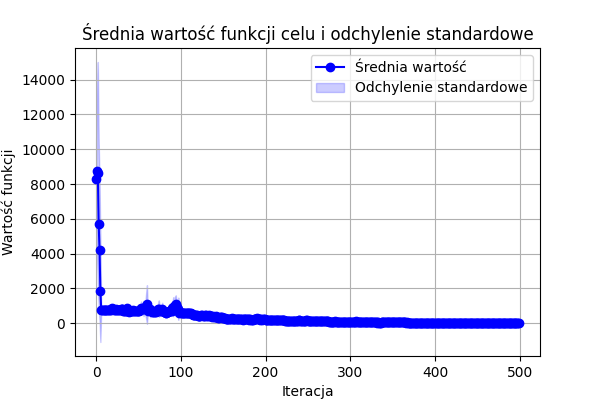 Średnia wartość funkcji celu i odchylenie standardowe
Średnia wartość
Odchylenie standardowe
Wartość funkcji
14000
12000
10000
8000
6000
4000
2000
0
0 100 200 300 400 500
Iteracja